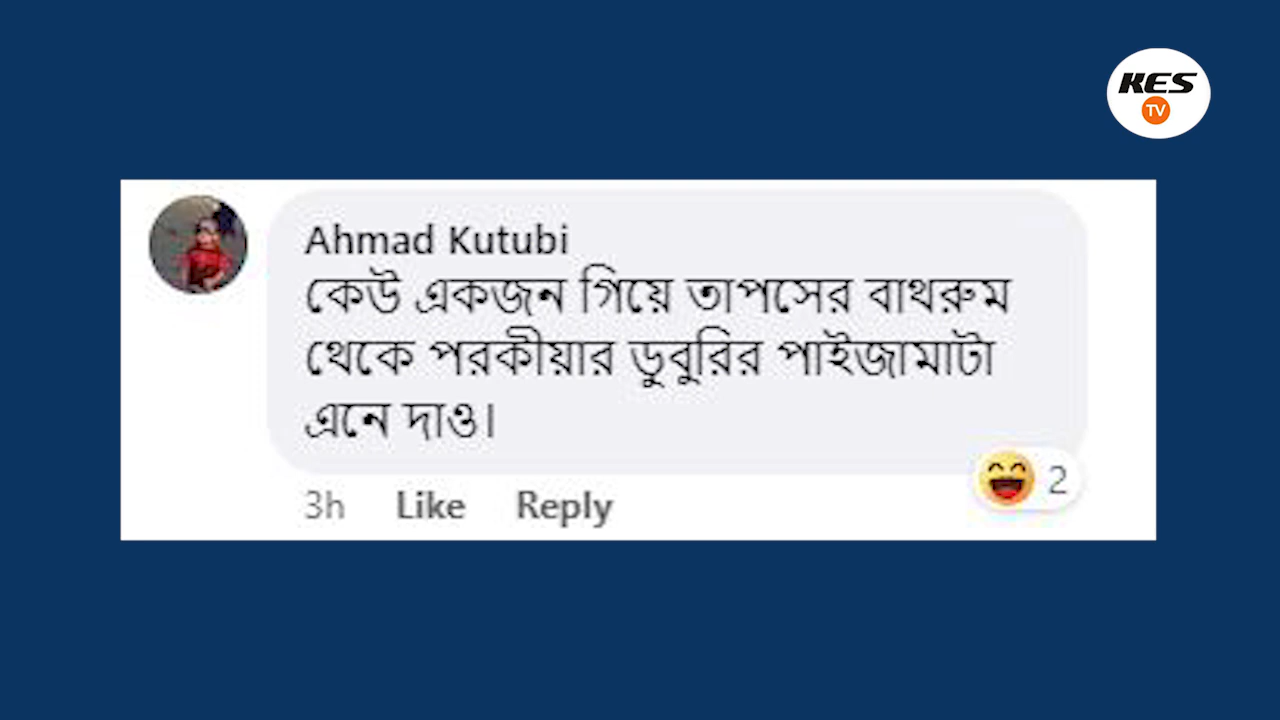 KES
TV
Ahmad Kutubi
কেউ একজন গিয়ে তাপসের বাথরুম
থেকে পরকীয়ার ডুবুরির পাইজামাটা
এনে দাও।
2
3h Like Reply